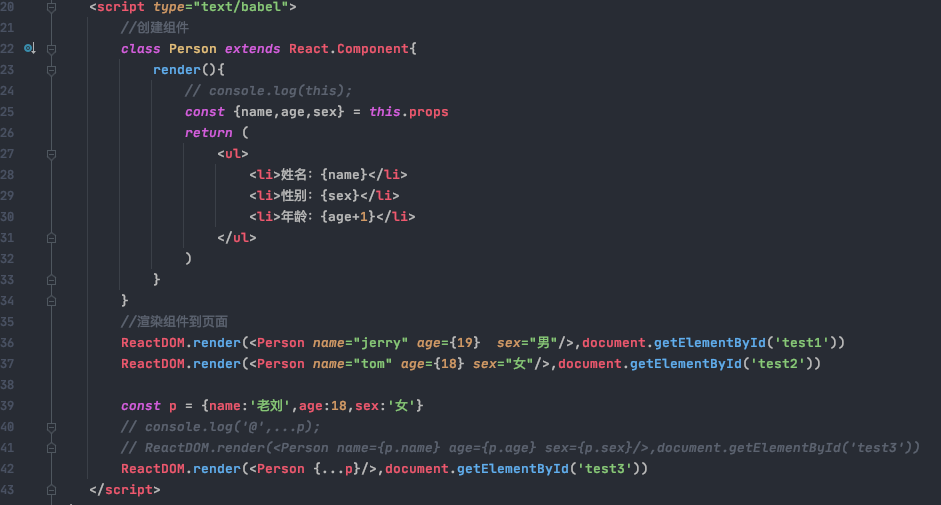 20 <script type="text/babel">
21 //创建组件
22 class Person extends React.Component{
23 render(){
24 // console.log(this);
25 const {name,age,sex} = this.props
26 return (
27 <ul>
28 <li>姓名：{name}</li>
29 <li>性别：{sex}</li>
30 <li>年龄：{age+1}</li>
31 </ul>
32 )
33 }
34 }
35 //渲染组件到页面
36 ReactDOM.render(<Person name="jerry" age={19}  sex="男"/>,document.getElementById('test1'))
37 ReactDOM.render(<Person name="tom" age={18} sex="女"/>,document.getElementById('test2'))
38
39 const p = {name:'老刘',age:18,sex:'女'}
40 // console.log('@',...p);
41 // ReactDOM.render(<Person name={p.name} age={p.age} sex={p.sex}/>,document.getElementById('test3'))
42 ReactDOM.render(<Person {...p}/>,document.getElementById('test3'))
43 </script>